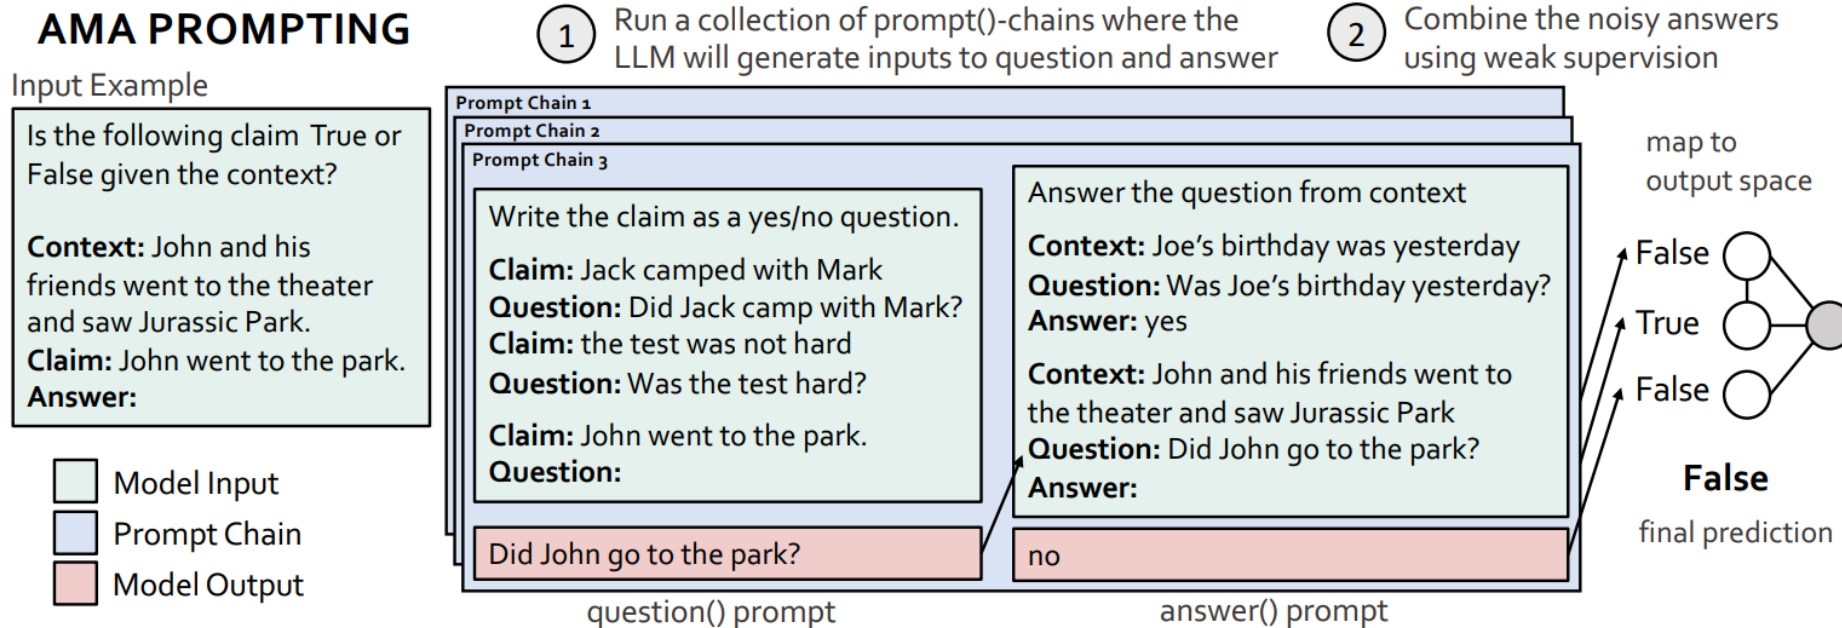 AMA PROMPTING
1
Run a collection of prompt()-chains where the
LLM will generate inputs to question and answer
2
Combine the noisy answers
using weak supervision
Input Example
Is the following claim True or
False given the context?
Context: John and his
friends went to the theater
and saw Jurassic Park.
Claim: John went to the park.
Answer:
Model Input
Prompt Chain
Model Output
Prompt Chain 1
Prompt Chain 2
Prompt Chain 3
Write the claim as a yes/no question.
Claim: Jack camped with Mark
Question: Did Jack camp with Mark?
Claim: the test was not hard
Question: Was the test hard?
Claim: John went to the park.
Question:
Did John go to the park?
question() prompt
Answer the question from context
Context: Joe's birthday was yesterday
Question: Was Joe's birthday yesterday?
Answer: yes
Context: John and his friends went to
the theater and saw Jurassic Park
Question: Did John go to the park?
Answer:
no
answer() prompt
map to
output space
False
True
False
False
final prediction